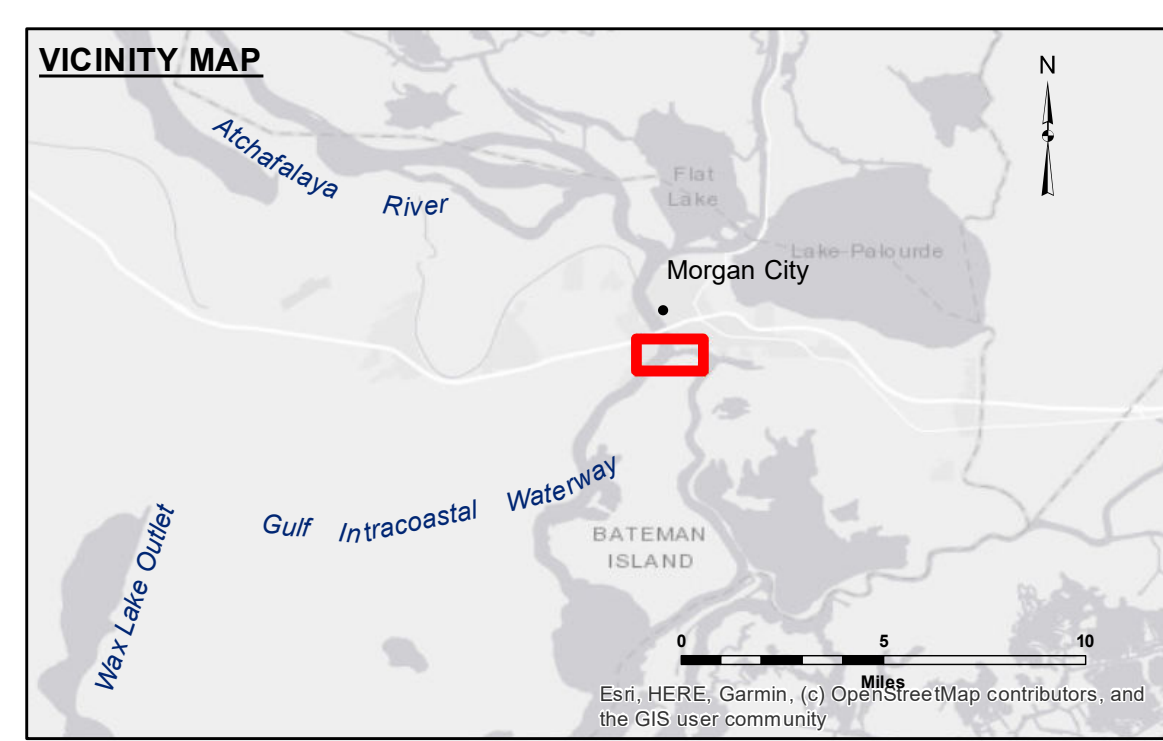 VICINITY MAP
N
Atchafalaya River
Flat
Lake
Lake Palourde
Morgan City
Gulf Intracoastal Waterway
BATEMAN
ISLAND
Wax Lake Outlet
0 5 10
Miles
Esri, HERE, Garmin, (c) OpenStreetMap contributors, and
the GIS user community